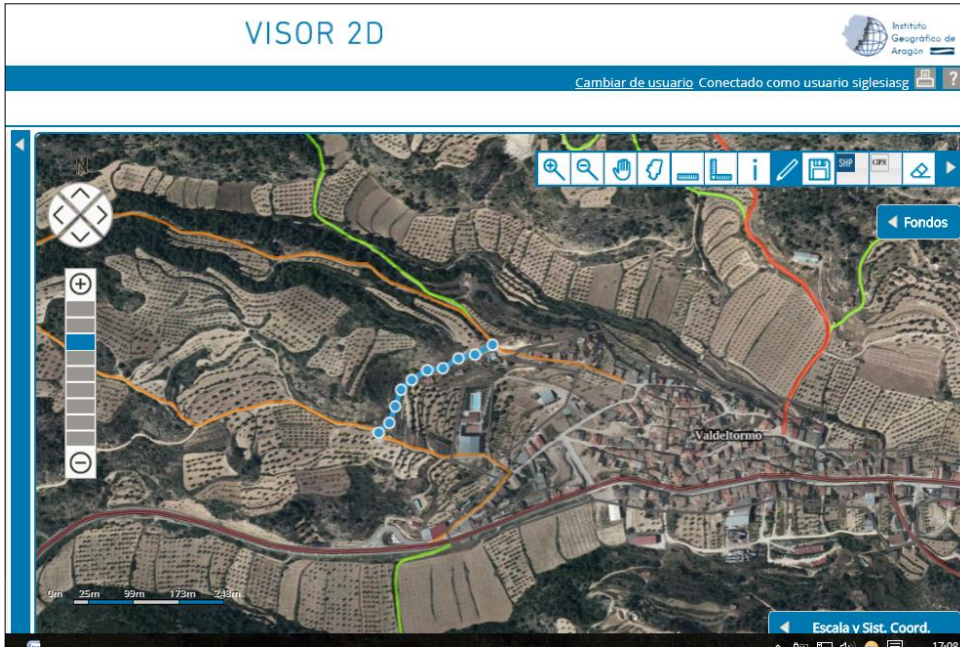 VISOR 2D
Instituto
Geográfico de
Aragón
Cambiar de usuario Conectado como usuario siglesiasg
?
N
SHP
GPX
Fondos
Valdeltormo
0m 25m 99m 173m 248m
Escala y Sist. Coord.
17:08